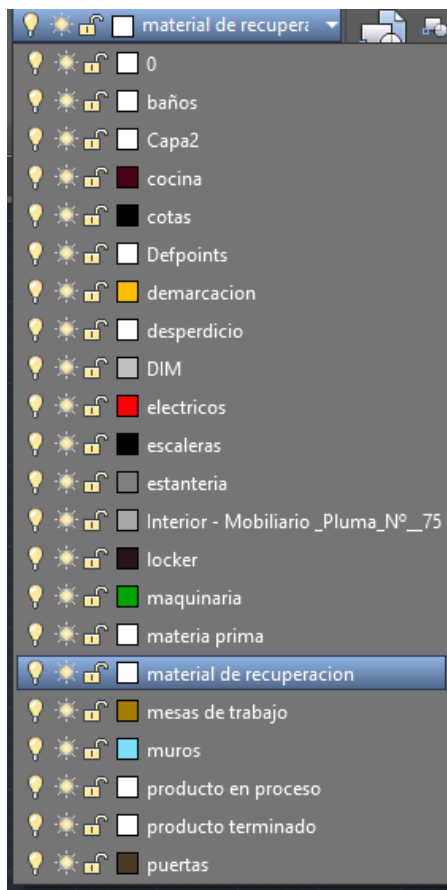 material de recupera
0
baños
Capa2
cocina
cotas
Defpoints
demarcacion
desperdicio
DIM
electricos
escaleras
estanteria
Interior - Mobiliario _Pluma_Nº__75
locker
maquinaria
materia prima
material de recuperacion
mesas de trabajo
muros
producto en proceso
producto terminado
puertas